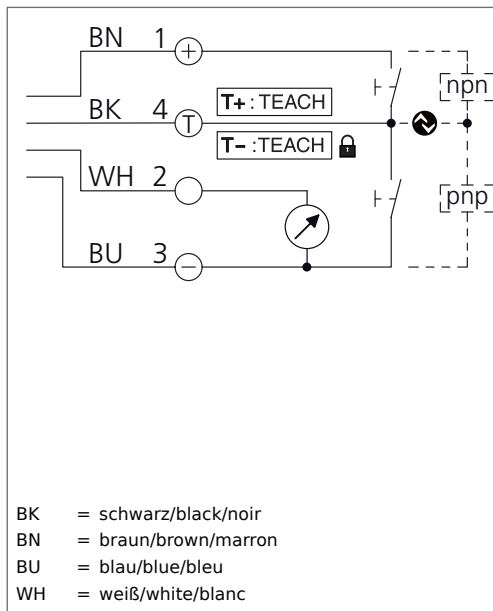 BN 1 +
T+ : TEACH
npn
BK 4 T
T– : TEACH
WH 2
pnp
BU 3 –
BK = schwarz/black/noir
BN = braun/brown/marron
BU = blau/blue/bleu
WH = weiß/white/blanc